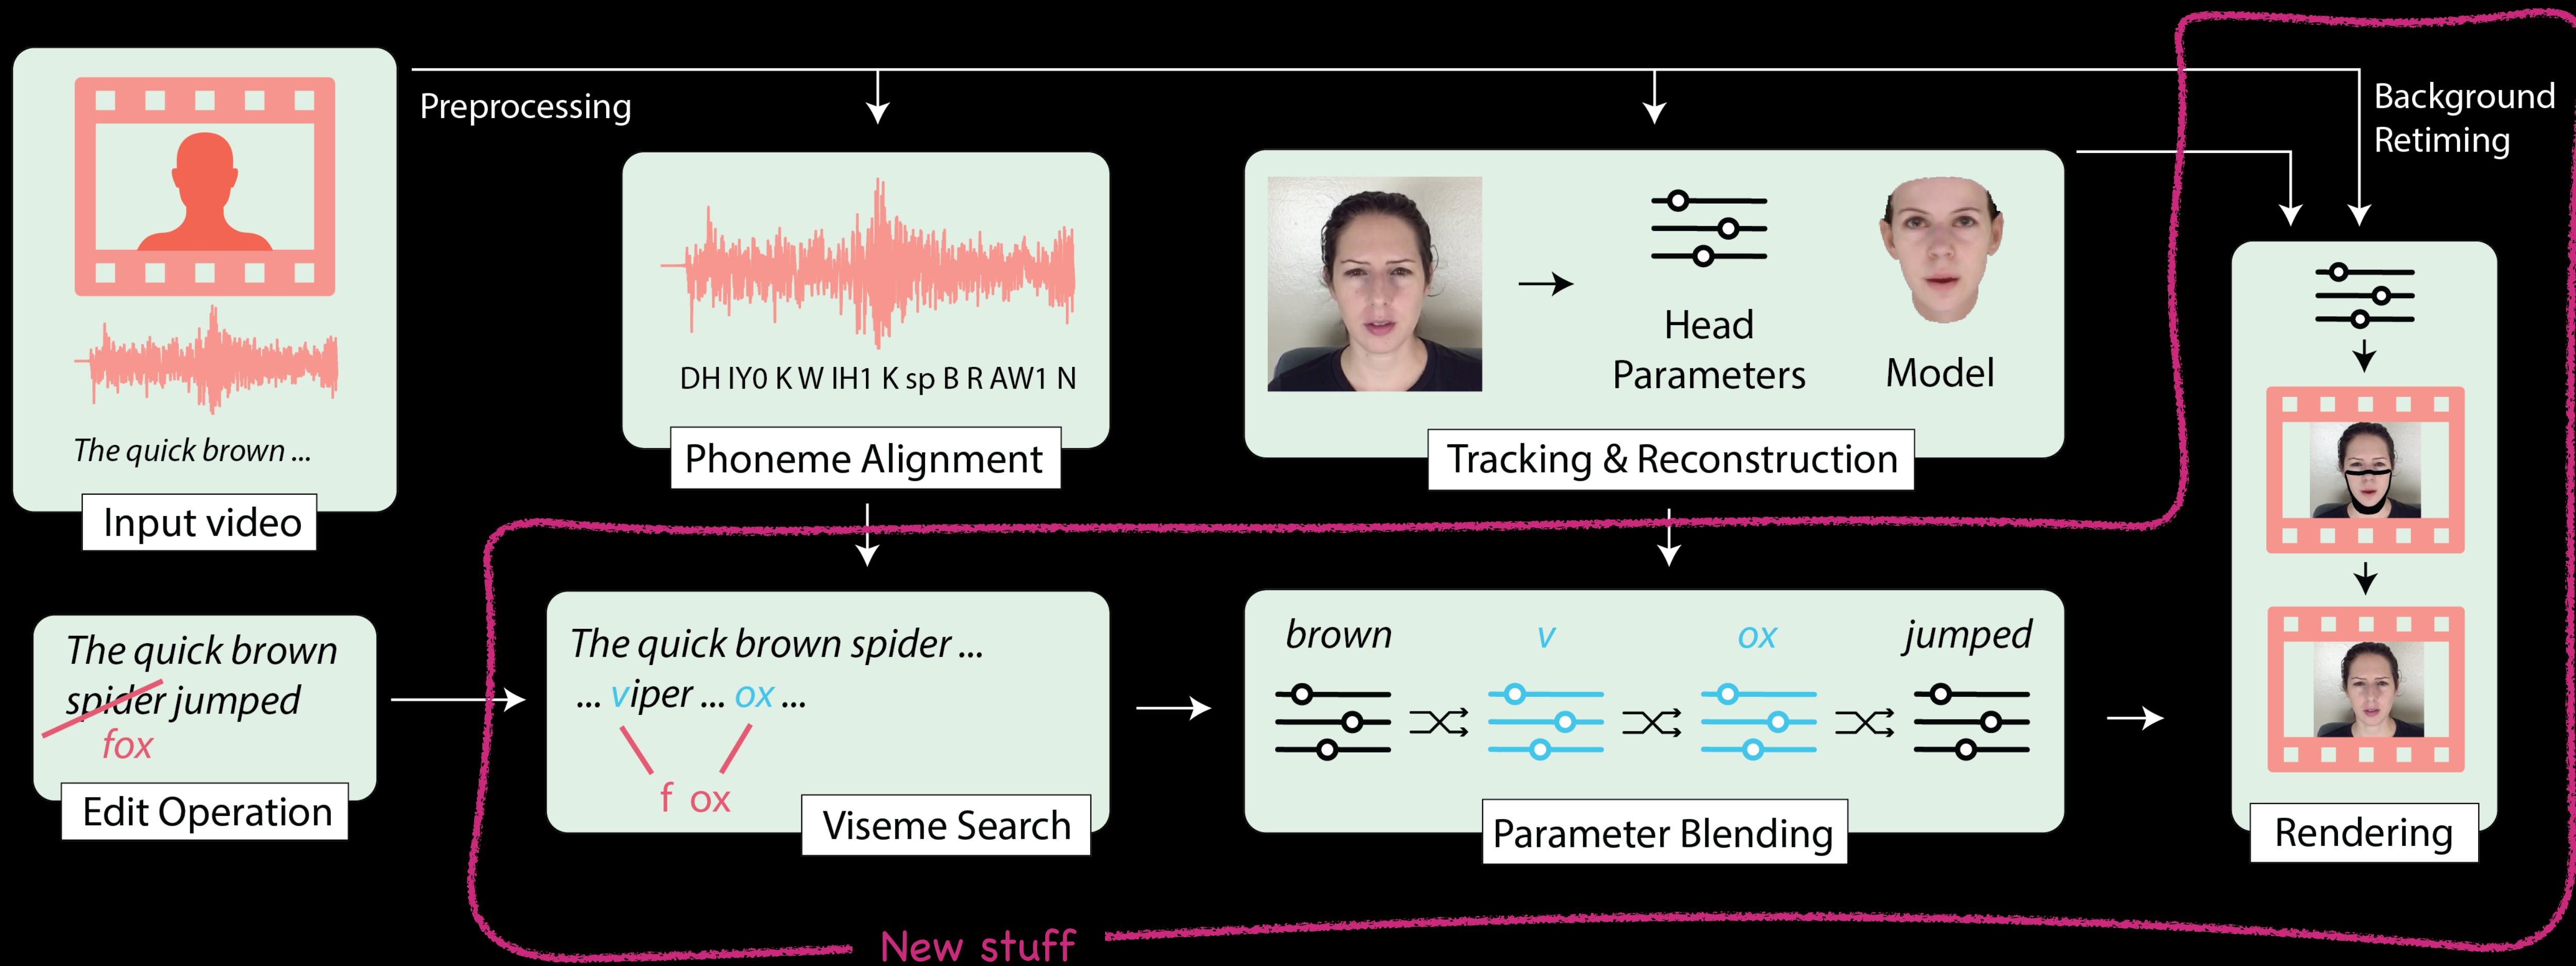 Preprocessing
Background
Retiming
The quick brown ...
Input video
DH IY0 K W IH1 K sp B R AW1 N
Phoneme Alignment
Head
Parameters
Model
Tracking & Reconstruction
The quick brown
spider jumped
fox
Edit Operation
The quick brown spider ...
... viper ... ox ...
f ox
Viseme Search
brown v ox jumped
Parameter Blending
Rendering
New stuff